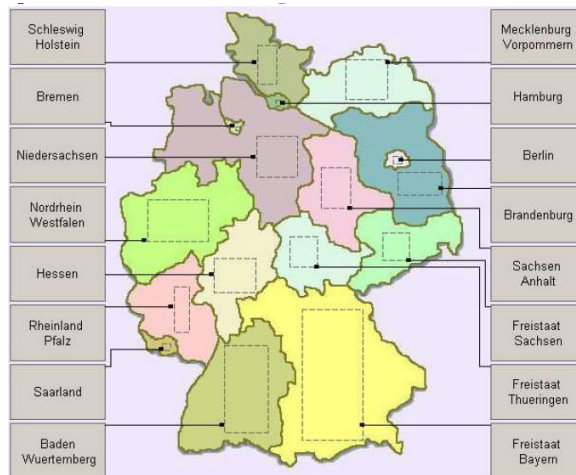 Schleswig
Holstein
Bremen
Niedersachsen
Nordrhein
Westfalen
Hessen
Rheinland
Pfalz
Saarland
Baden
Wuertemberg
Mecklenburg
Vorpommern
Hamburg
Berlin
Brandenburg
Sachsen
Anhalt
Freistaat
Sachsen
Freistaat
Thueringen
Freistaat
Bayern